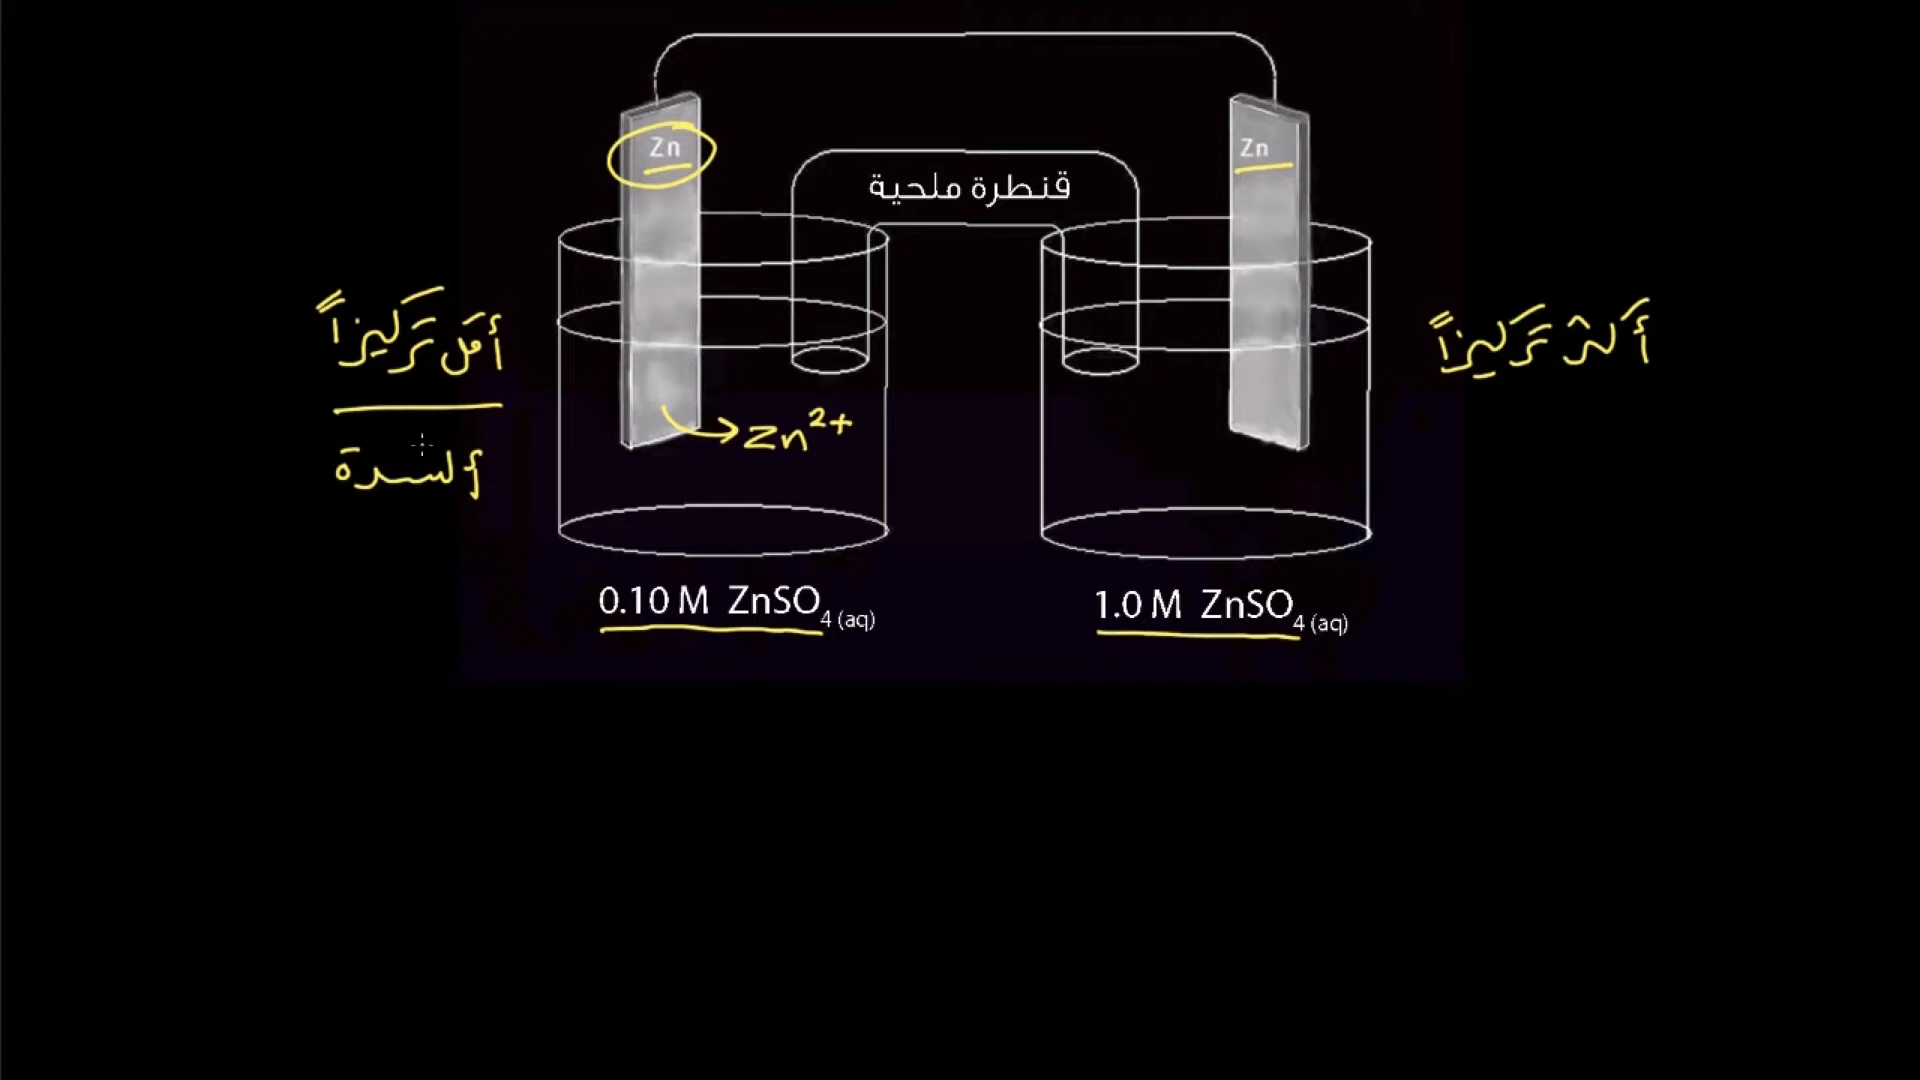 Zn
Zn
قنطرة ملحية
أقل تركيزاً
أكثر تركيزاً
Zn²⁺
أكسدة
0.10 M ZnSO₄ (aq)
1.0 M ZnSO₄ (aq)